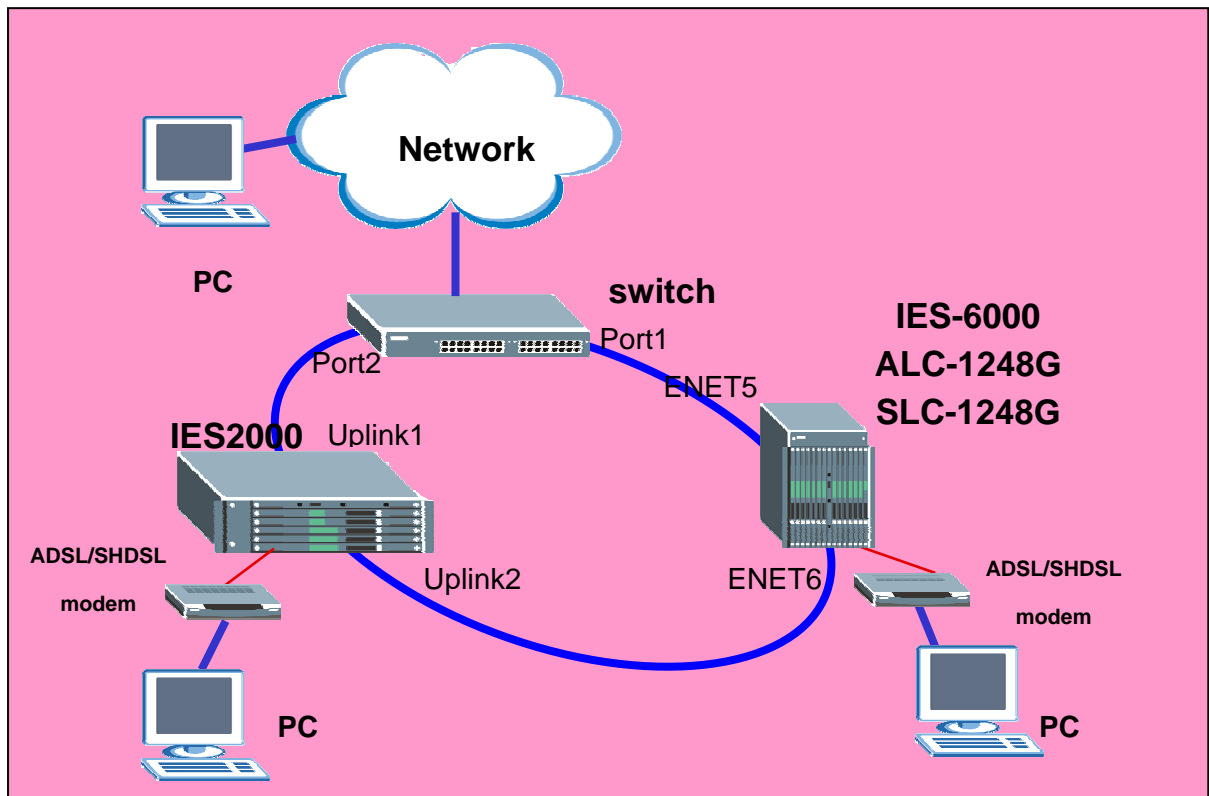 Network
PC
switch
Port1
Port2
ENET5
IES-6000
ALC-1248G
SLC-1248G
IES2000
Uplink1
ADSL/SHDSL
modem
Uplink2
ENET6
ADSL/SHDSL
modem
PC
PC